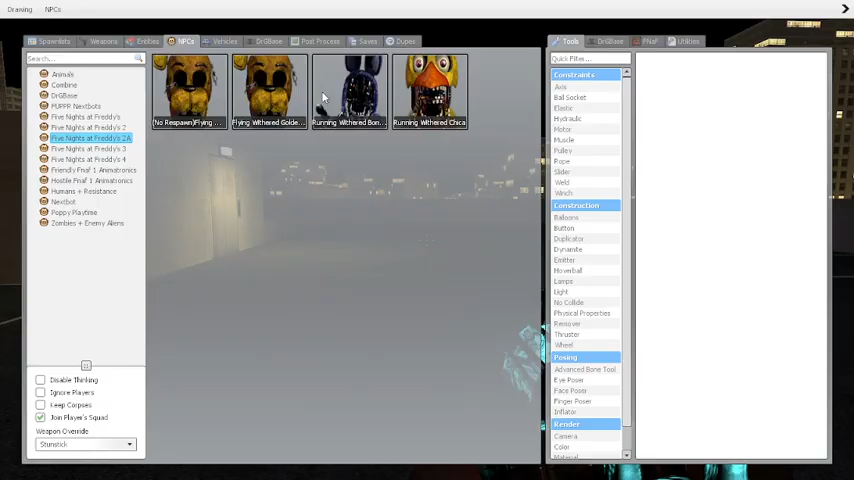 Drawing NPCs
Spawnlists Weapons Entities NPCs Vehicles DrGBase Post Process Saves Dupes
Search...
Animals
Combine
DrGBase
MUPPR Nextbots
Five Nights at Freddy's
Five Nights at Freddy's 2
Five Nights at Freddy's 2A
Five Nights at Freddy's 3
Five Nights at Freddy's 4
Friendly Fnaf 1 Animatronics
Hostile Fnaf 1 Animatronics
Humans + Resistance
Nextbot
Poppy Playtime
Zombies + Enemy Aliens
(No Respawn)Flying ...
Flying Withered Golde...
Running Withered Bon...
Running Withered Chica
Disable Thinking
Ignore Players
Keep Corpses
Join Player's Squad
Weapon Override
Stunstick
Tools DrGBase FNaF Utilities
Quick Filter...
Constraints
Axis
Ball Socket
Elastic
Hydraulic
Motor
Muscle
Pulley
Rope
Slider
Weld
Winch
Construction
Balloons
Button
Duplicator
Dynamite
Emitter
Hoverball
Lamps
Light
No Collide
Physical Properties
Remover
Thruster
Wheel
Posing
Advanced Bone Tool
Eye Poser
Face Poser
Finger Poser
Inflator
Render
Camera
Color
Material